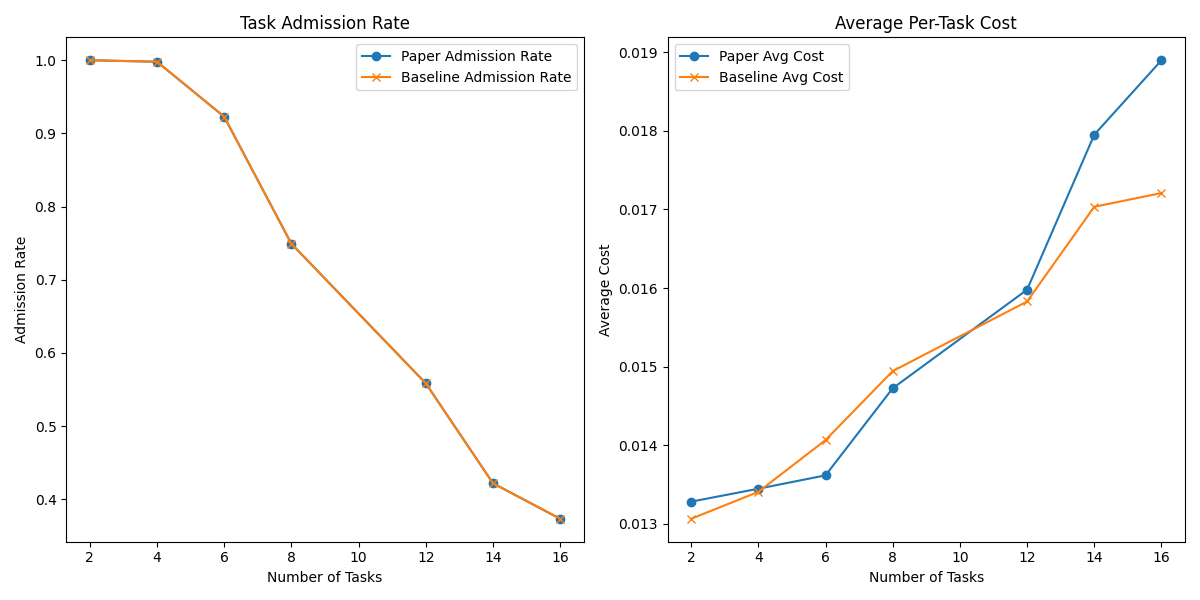 Task Admission Rate
Paper Admission Rate
Baseline Admission Rate
1.0
0.9
0.8
0.7
0.6
0.5
0.4
Admission Rate
2 4 6 8 10 12 14 16
Number of Tasks
Average Per-Task Cost
Paper Avg Cost
Baseline Avg Cost
0.019
0.018
0.017
0.016
0.015
0.014
0.013
Average Cost
2 4 6 8 10 12 14 16
Number of Tasks